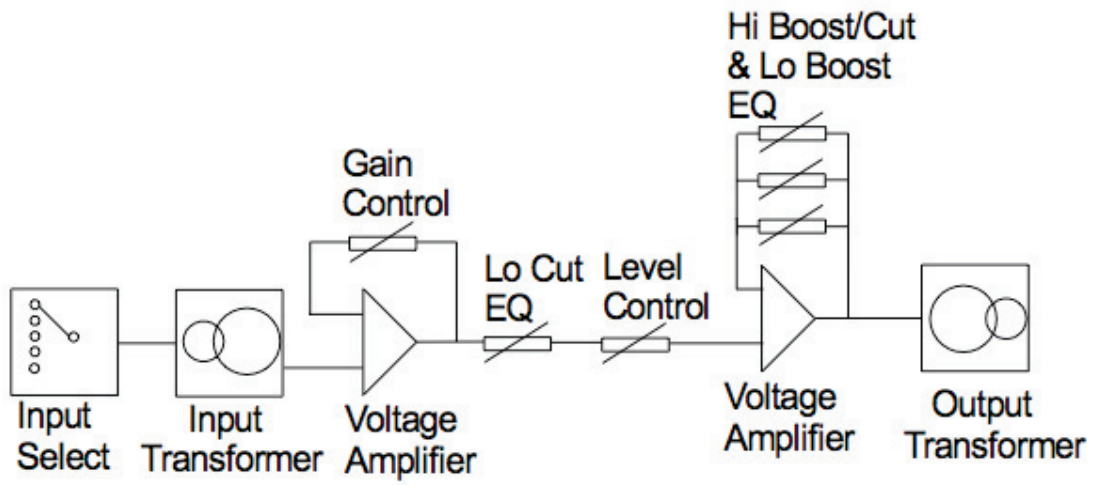 Hi Boost/Cut
& Lo Boost
EQ
Gain
Control
Lo Cut
EQ
Level
Control
Input
Select
Input
Transformer
Voltage
Amplifier
Voltage
Amplifier
Output
Transformer